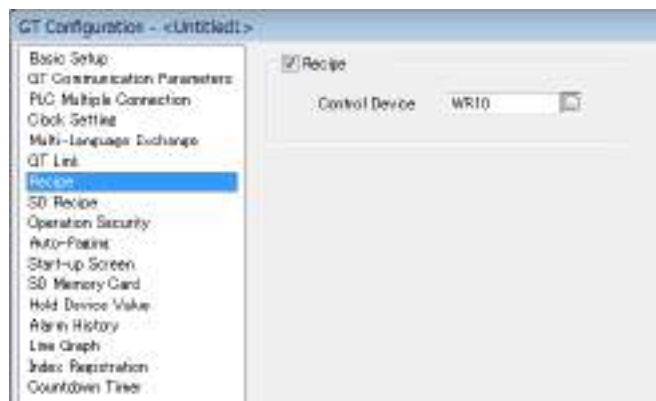 GT Configuration - <Untitled1>
Basic Setup
GT Communication Parameters
PLC Multiple Connection
Clock Setting
Multi-Language Exchange
GT Link
Recipe
SD Recipe
Operation Security
Auto-Paging
Start-up Screen
SD Memory Card
Hold Device Value
Alarm History
Line Graph
Index Registration
Countdown Timer
Recipe
Control Device WR10